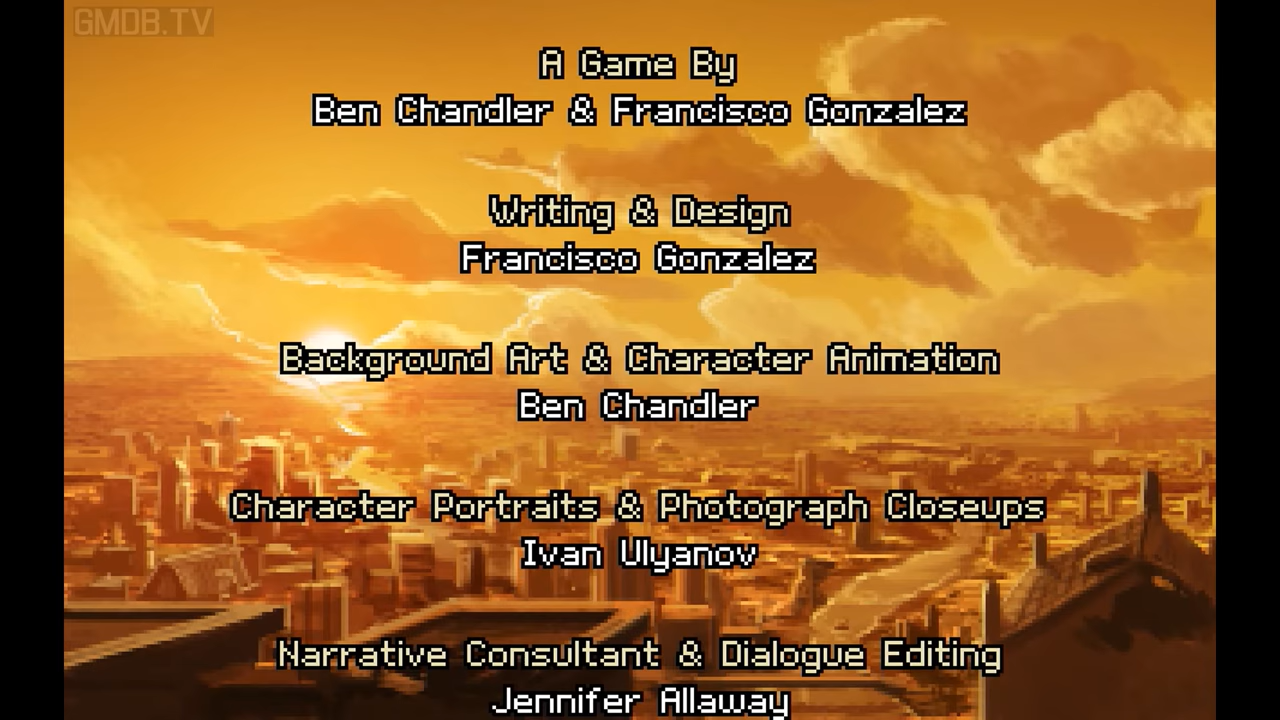 GMDB.TV
A Game By
Ben Chandler & Francisco Gonzalez
Writing & Design
Francisco Gonzalez
Background Art & Character Animation
Ben Chandler
Character Portraits & Photograph Closeups
Ivan Ulyanov
Narrative Consultant & Dialogue Editing
Jennifer Allaway